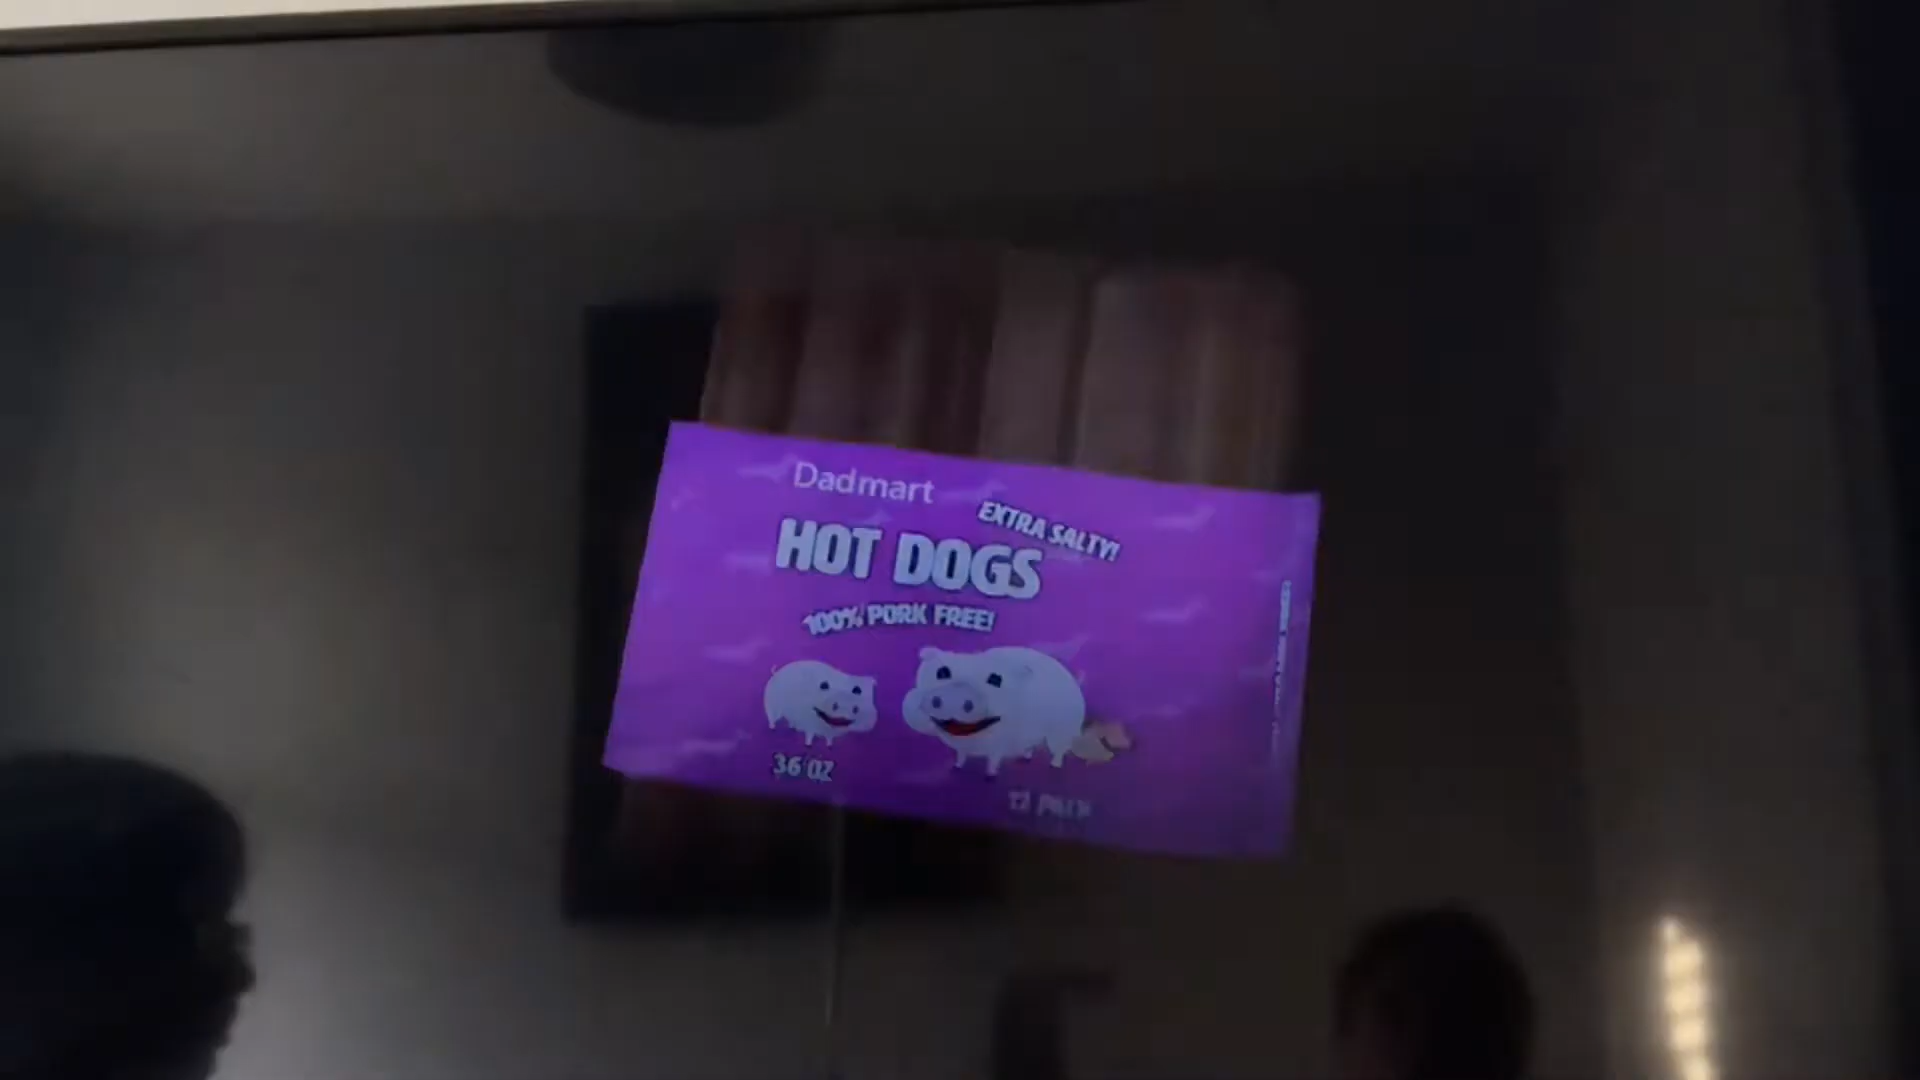 Dadmart
EXTRA SALTY!
HOT DOGS
100% PORK FREE!
36 OZ
12 PACK